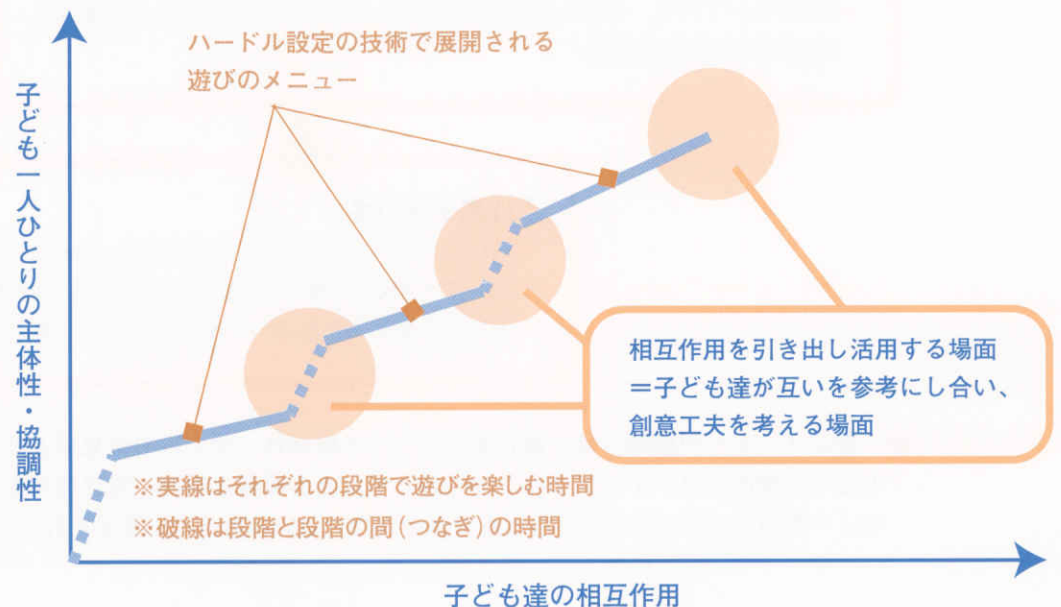 ハードル設定の技術で展開される
遊びのメニュー
子ども一人ひとりの主体性・協調性
相互作用を引き出し活用する場面
＝子ども達が互いを参考にし合い、
創意工夫を考える場面
※実線はそれぞれの段階で遊びを楽しむ時間
※破線は段階と段階の間(つなぎ)の時間
子ども達の相互作用